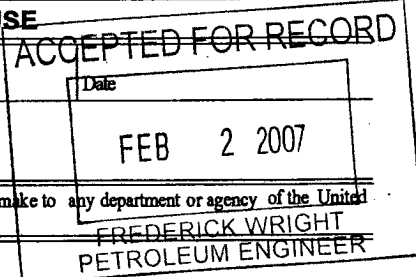 USE
ACCEPTED FOR RECORD
Date
FEB 2 2007
make to any department or agency of the United
FREDERICK WRIGHT
PETROLEUM ENGINEER